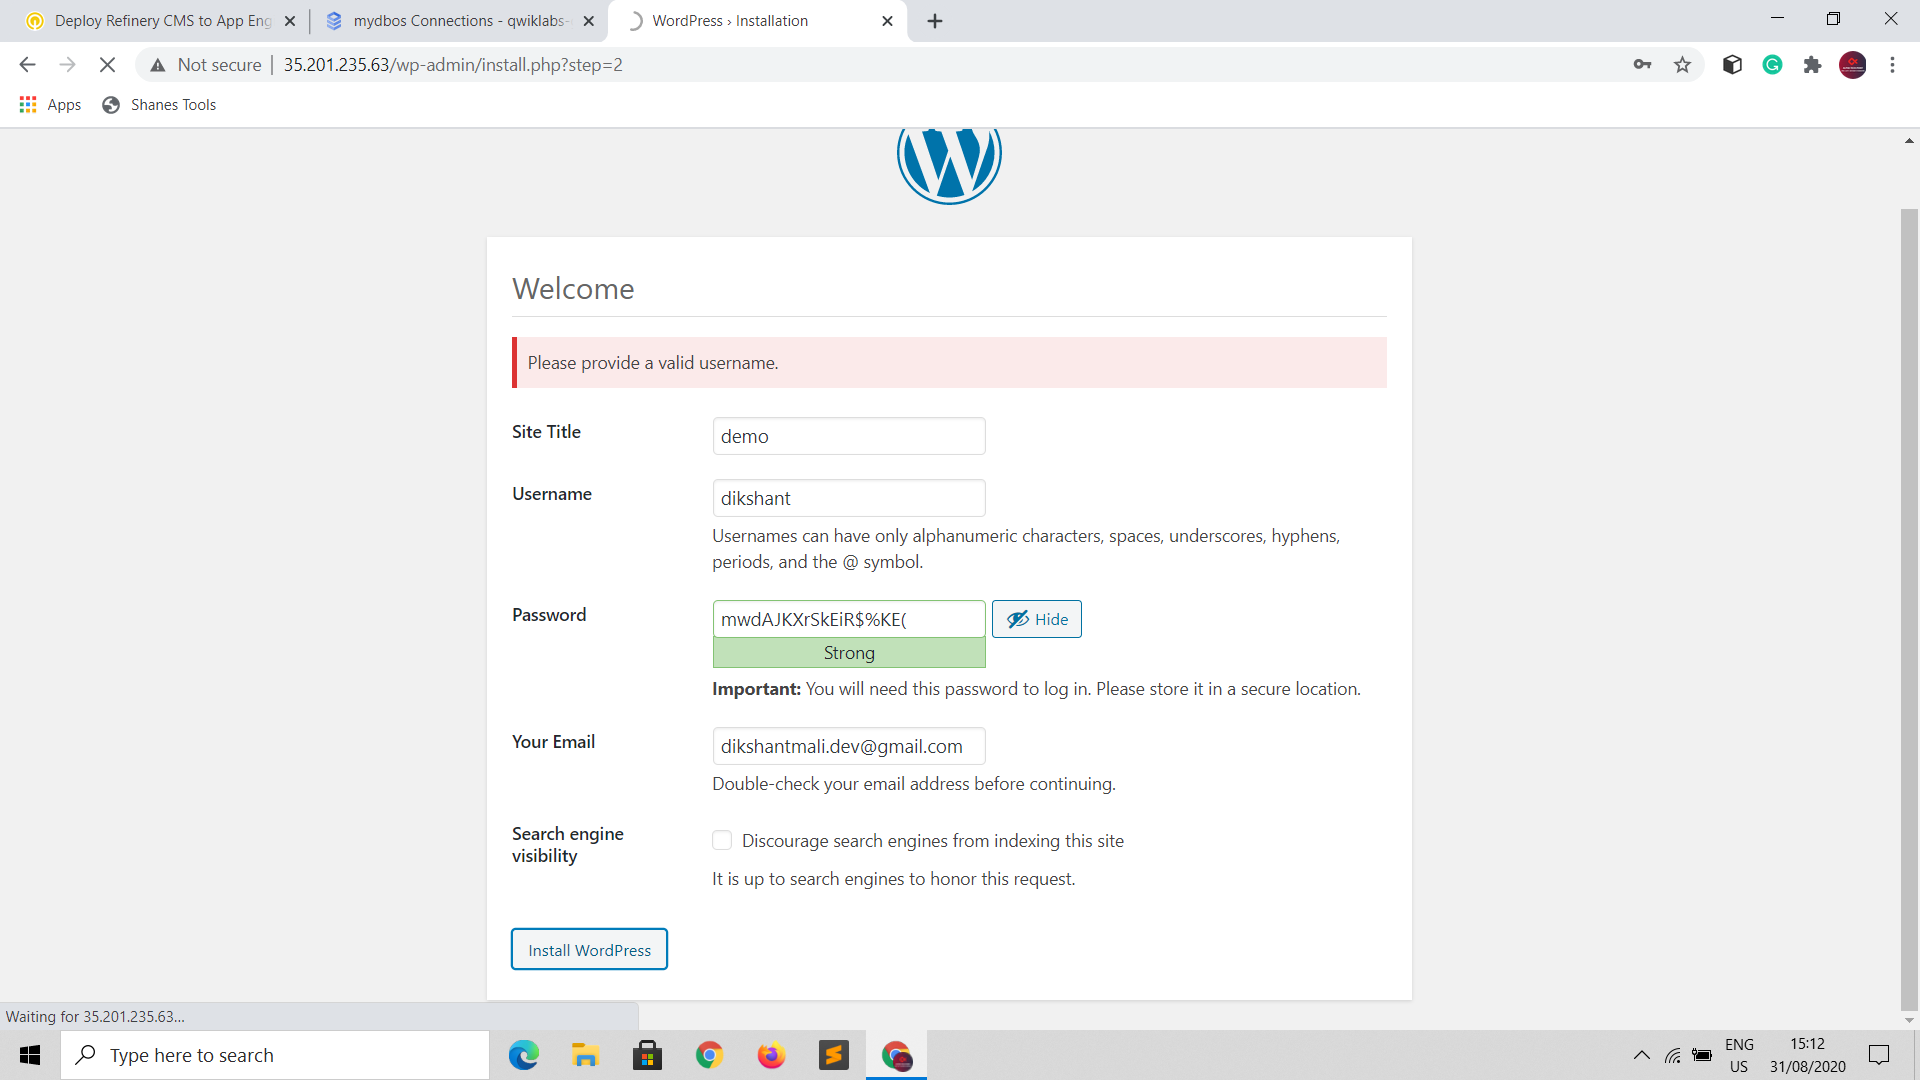 Deploy Refinery CMS to App Eng
mydbos Connections - qwiklabs-
WordPress › Installation
Not secure
35.201.235.63/wp-admin/install.php?step=2
Apps
Shanes Tools
Welcome
Please provide a valid username.
Site Title
demo
Username
dikshant
Usernames can have only alphanumeric characters, spaces, underscores, hyphens,
periods, and the @ symbol.
Password
mwdAJKXrSkEiR$%KE(
Hide
Strong
Important: You will need this password to log in. Please store it in a secure location.
Your Email
dikshantmali.dev@gmail.com
Double-check your email address before continuing.
Search engine
visibility
Discourage search engines from indexing this site
It is up to search engines to honor this request.
Install WordPress
Waiting for 35.201.235.63...
Type here to search
ENG
US
15:12
31/08/2020